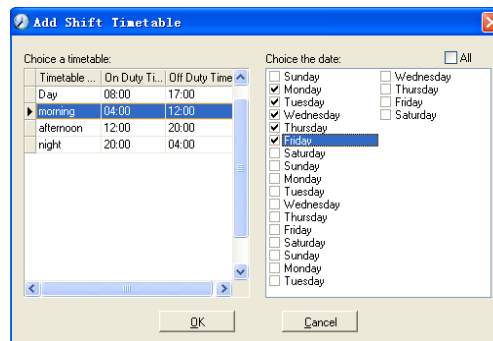 Add Shift Timetable
Choice a timetable:
Choice the date:
All
Timetable ... On Duty Ti... Off Duty Time
Day 08:00 17:00
morning 04:00 12:00
afternoon 12:00 20:00
night 20:00 04:00
Sunday
Monday
Tuesday
Wednesday
Thursday
Friday
Saturday
Sunday
Monday
Tuesday
Wednesday
Thursday
Friday
Saturday
Sunday
Monday
Tuesday
Wednesday
Thursday
Friday
Saturday
OK
Cancel